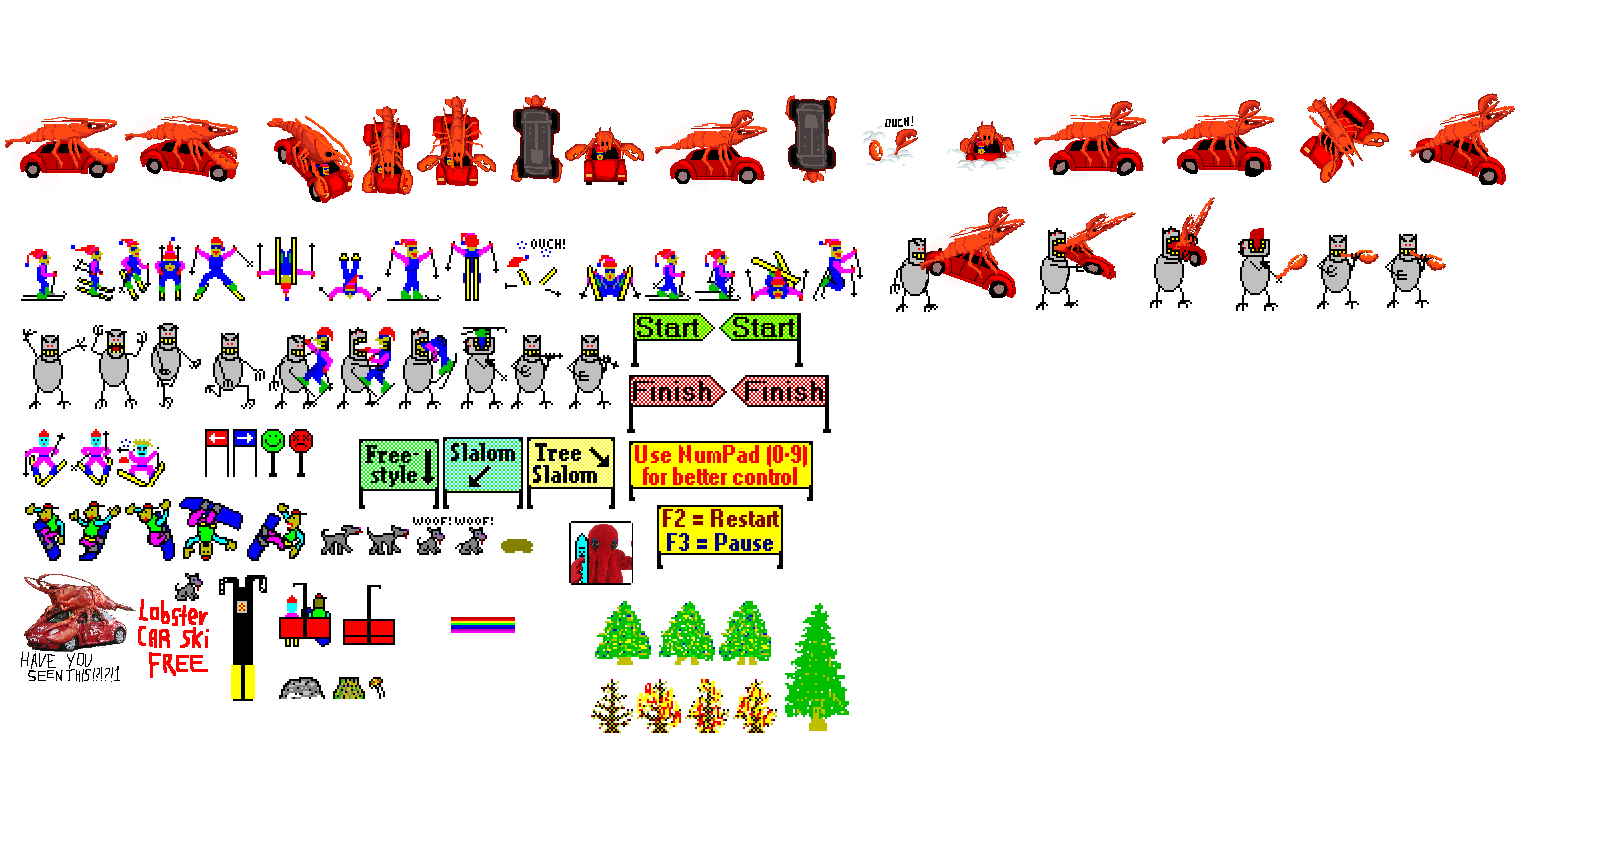 OUCH!
OUCH!
Start
Start
Finish
Finish
Free-
style
Slalom
Tree
Slalom
Use NumPad (0-9)
for better control
WOOF!
WOOF!
F2 = Restart
F3 = Pause
Lobster
CAR SKi
FREE
HAVE YOU
SEEN THIS!?!?!1